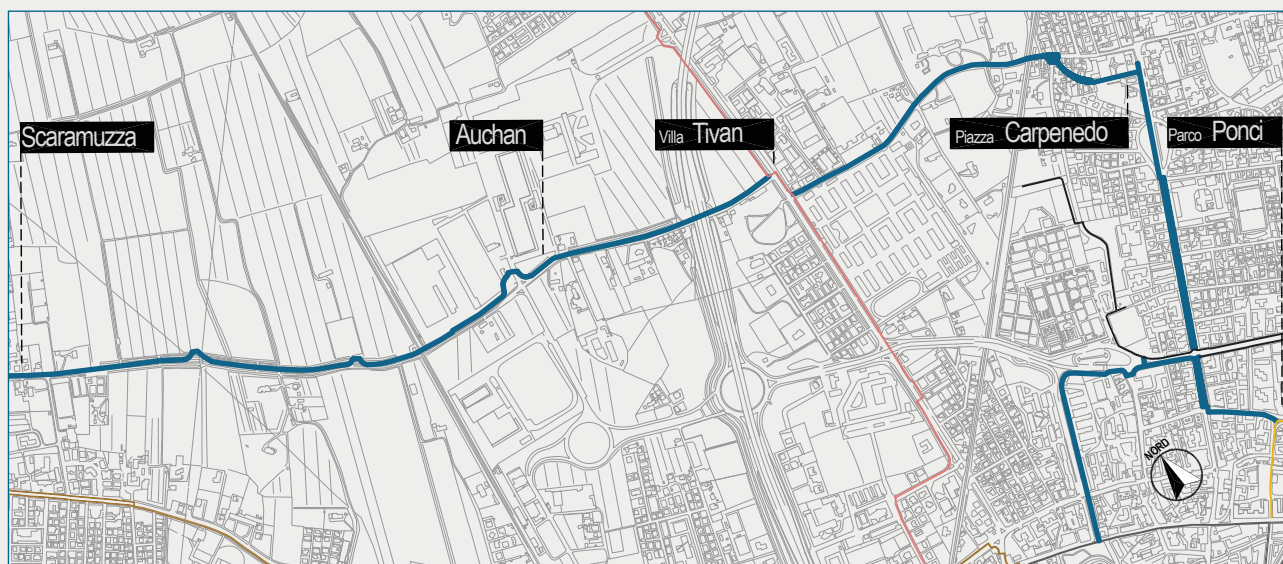 Scaramuzza
Auchan
Villa Tivan
Piazza Carpenedo
Parco Ponci
NORD